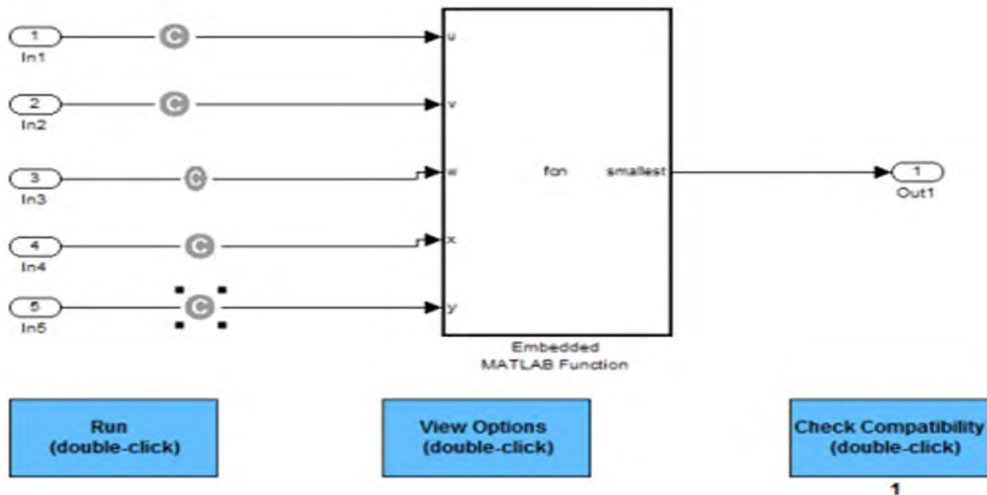 1
In1
C
u
2
In2
C
v
3
In3
C
w
fcn
smallest
1
Out1
4
In4
C
x
5
In5
C
y
Embedded
MATLAB Function
Run
(double-click)
View Options
(double-click)
Check Compatibility
(double-click)
1